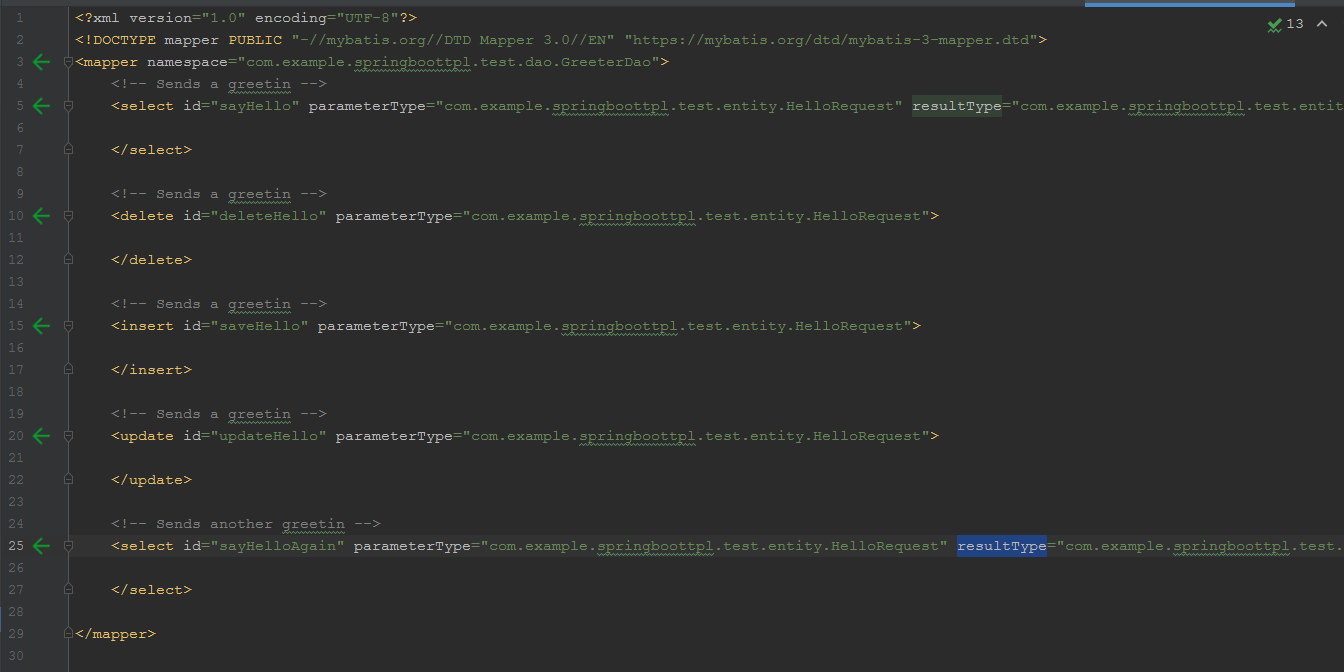 13
1 <?xml version="1.0" encoding="UTF-8"?>
2 <!DOCTYPE mapper PUBLIC "-//mybatis.org//DTD Mapper 3.0//EN" "https://mybatis.org/dtd/mybatis-3-mapper.dtd">
3 <mapper namespace="com.example.springboottpl.test.dao.GreeterDao">
4 <!-- Sends a greetin -->
5 <select id="sayHello" parameterType="com.example.springboottpl.test.entity.HelloRequest" resultType="com.example.springboottpl.test.entit
6
7 </select>
8
9 <!-- Sends a greetin -->
10 <delete id="deleteHello" parameterType="com.example.springboottpl.test.entity.HelloRequest">
11
12 </delete>
13
14 <!-- Sends a greetin -->
15 <insert id="saveHello" parameterType="com.example.springboottpl.test.entity.HelloRequest">
16
17 </insert>
18
19 <!-- Sends a greetin -->
20 <update id="updateHello" parameterType="com.example.springboottpl.test.entity.HelloRequest">
21
22 </update>
23
24 <!-- Sends another greetin -->
25 <select id="sayHelloAgain" parameterType="com.example.springboottpl.test.entity.HelloRequest" resultType="com.example.springboottpl.test.
26
27 </select>
28
29 </mapper>
30